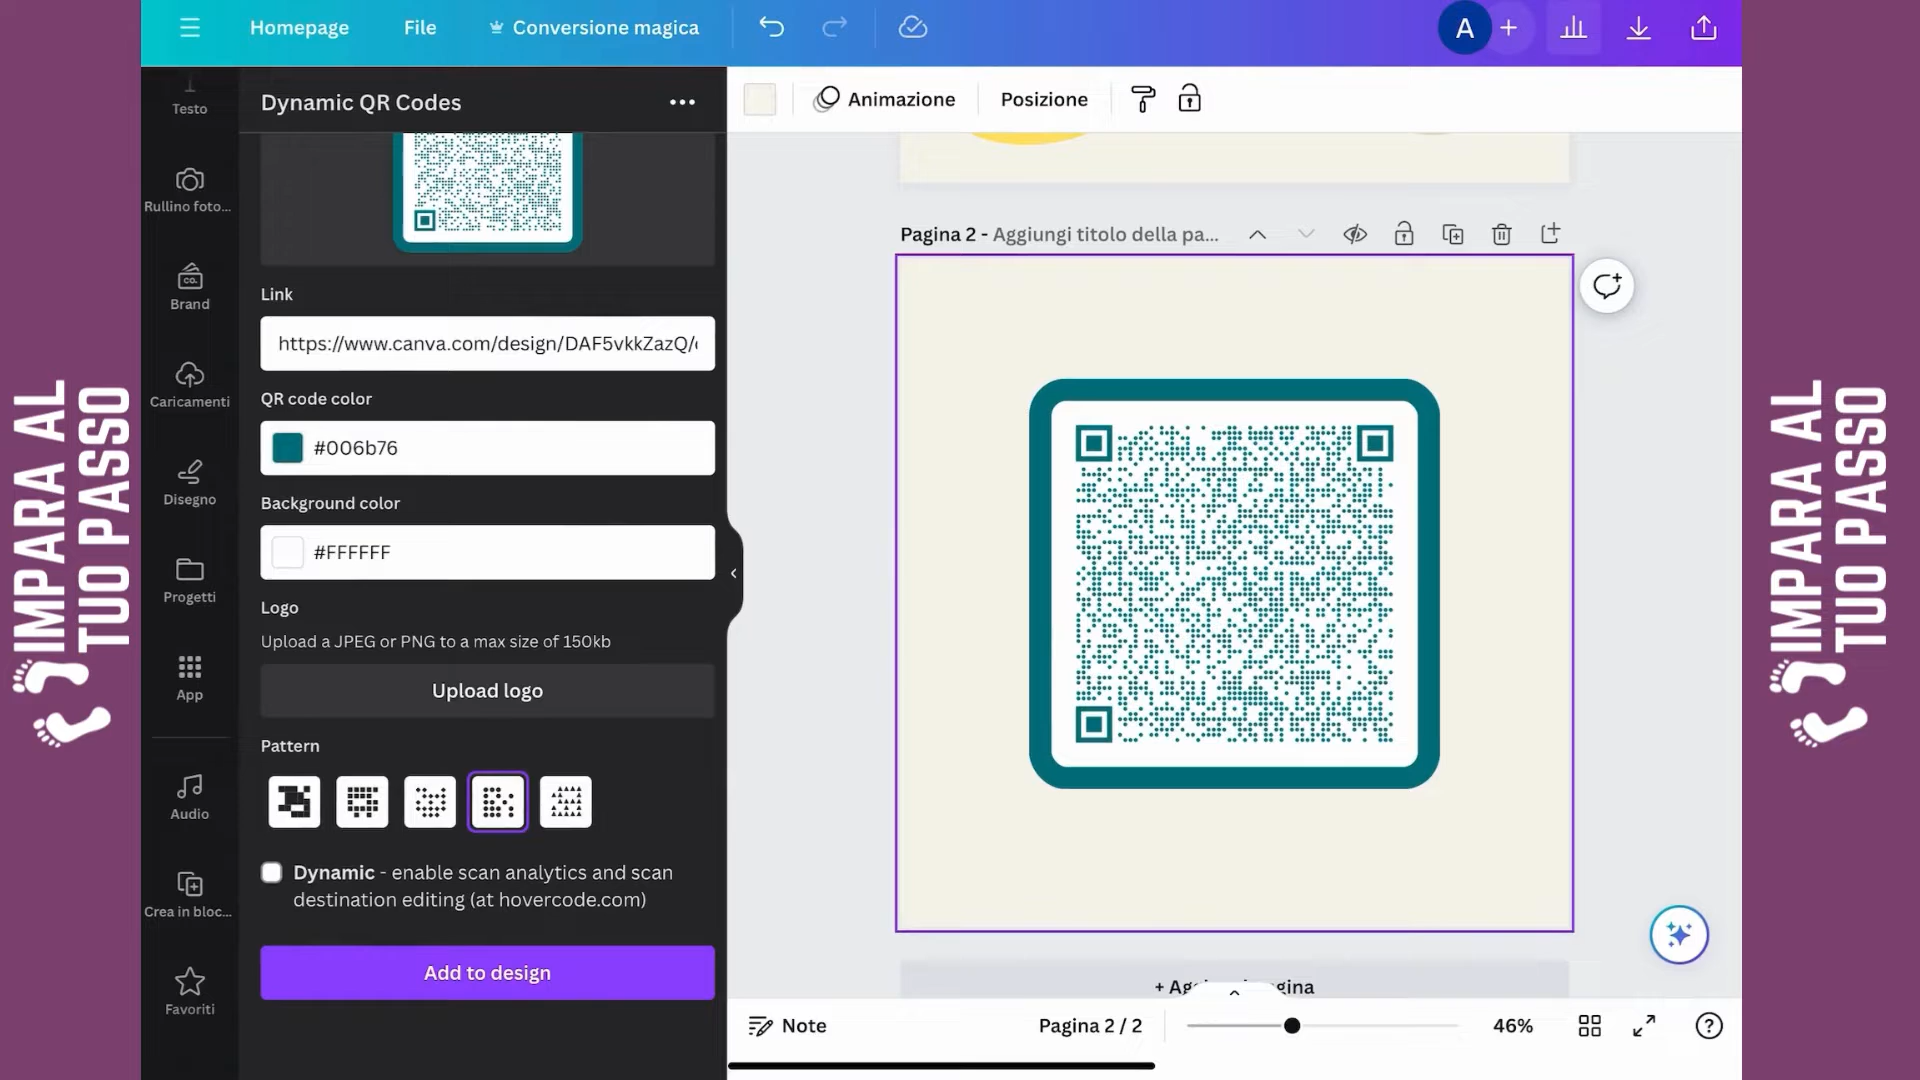 Homepage
File
Conversione magica
A
Testo
Rullino foto...
Brand
CO.
Caricamenti
Disegno
Progetti
App
Audio
Crea in bloc...
Favoriti
Dynamic QR Codes
Link
https://www.canva.com/design/DAF5vkkZazQ/
QR code color
#006b76
Background color
#FFFFFF
Logo
Upload a JPEG or PNG to a max size of 150kb
Upload logo
Pattern
Dynamic - enable scan analytics and scan
destination editing (at hovercode.com)
Add to design
Animazione
Posizione
Pagina 2 - Aggiungi titolo della pa...
Note
Pagina 2 / 2
46%
IMPARA AL
TUO PASSO
IMPARA AL
TUO PASSO